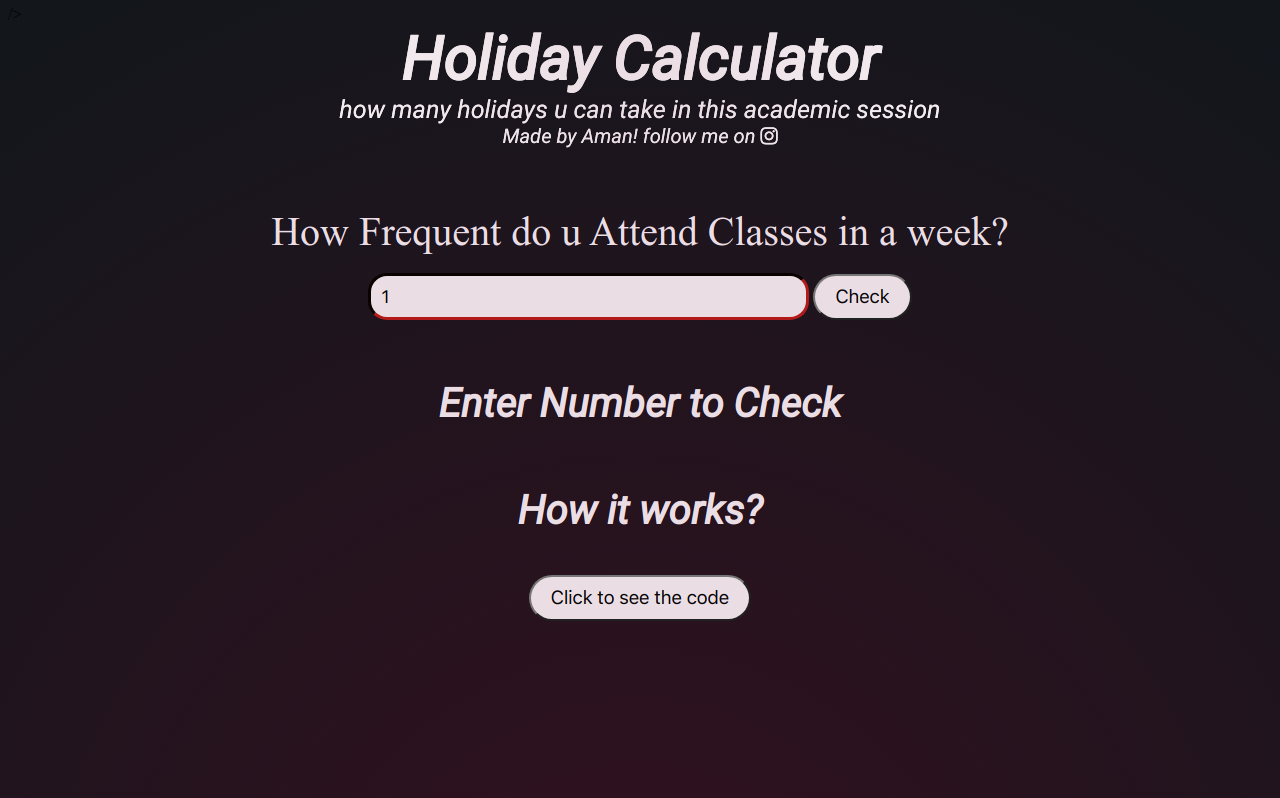 />
Holiday Calculator
how many holidays u can take in this academic session
Made by Aman! follow me on
How Frequent do u Attend Classes in a week?
1 Check
Enter Number to Check
How it works?
Click to see the code